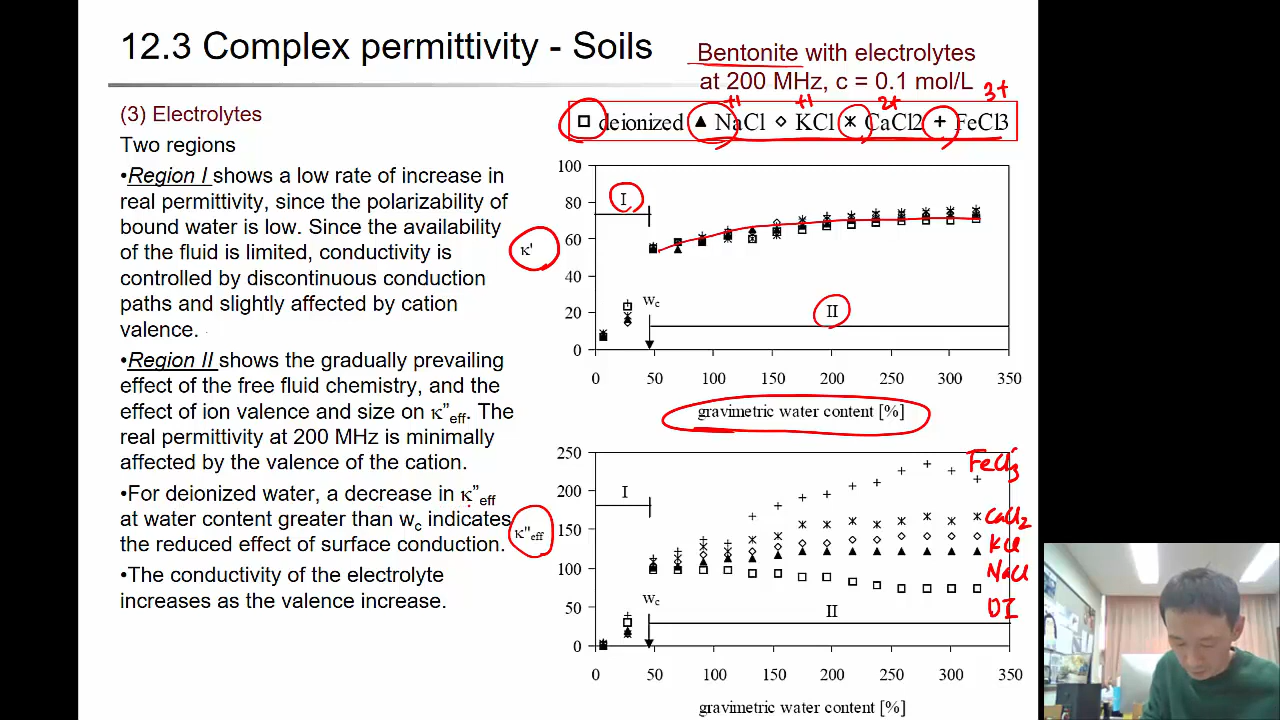 12.3 Complex permittivity - Soils
Bentonite with electrolytes
at 200 MHz, c = 0.1 mol/L
+1 +1 2+ 3+
deionized NaCl KCl CaCl2 FeCl3
(3) Electrolytes
Two regions
•Region I shows a low rate of increase in
real permittivity, since the polarizability of
bound water is low. Since the availability
of the fluid is limited, conductivity is
controlled by discontinuous conduction
paths and slightly affected by cation
valence.
•Region II shows the gradually prevailing
effect of the free fluid chemistry, and the
effect of ion valence and size on κ”eff. The
real permittivity at 200 MHz is minimally
affected by the valence of the cation.
•For deionized water, a decrease in κ”eff
at water content greater than wc indicates
the reduced effect of surface conduction.
•The conductivity of the electrolyte
increases as the valence increase.
100
80
60
40
20
0
κ'
I
wc
II
0 50 100 150 200 250 300 350
gravimetric water content [%]
250
200
150
100
50
0
κ"eff
I
wc
II
FeCl3
CaCl2
KCl
NaCl
DI
0 50 100 150 200 250 300 350
gravimetric water content [%]